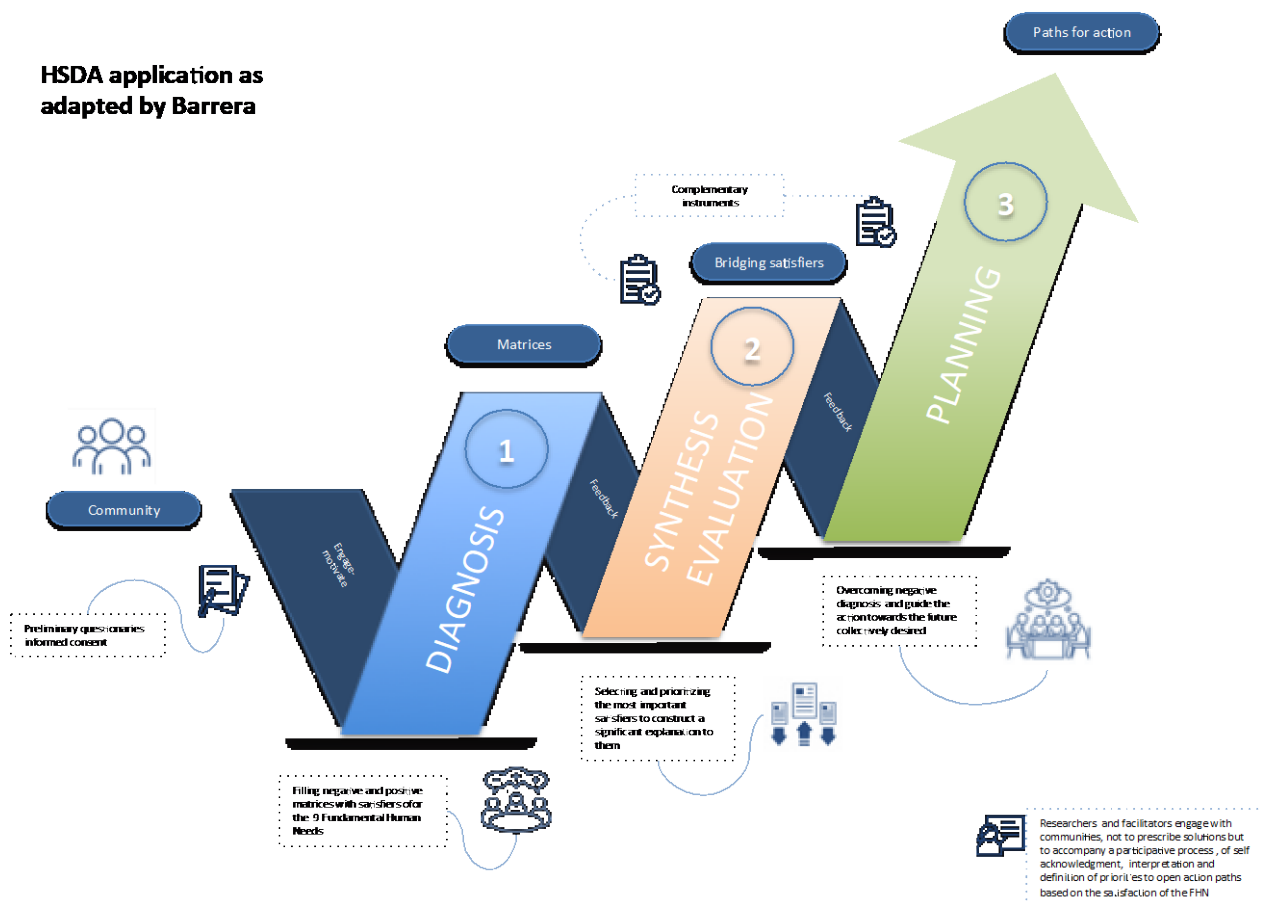 HSDA application as
adapted by Barrera
Paths for action
Complementary
instruments
Bridging satisfiers
Matrices
Community
Engage-
motivate
1
DIAGNOSIS
Feedback
2
SYNTHESIS
EVALUATION
Feedback
3
PLANNING
Preliminary questionaries
informed consent
Filling negative and positive
matrices with satisfiers ofor
the 9 Fundamental Human
Needs
Selecting and prioritizing
the most important
sarsfiers to construct a
significant explanation to
them
Overcoming negative
diagnosis and guide the
action towards the future
collectively desired
Researchers and facilitators engage with
communities, not to prescribe solutions but
to accompany a participative process , of self
acknowledgment, interpretation and
definition of priorities to open action paths
based on the satisfaction of the FHN